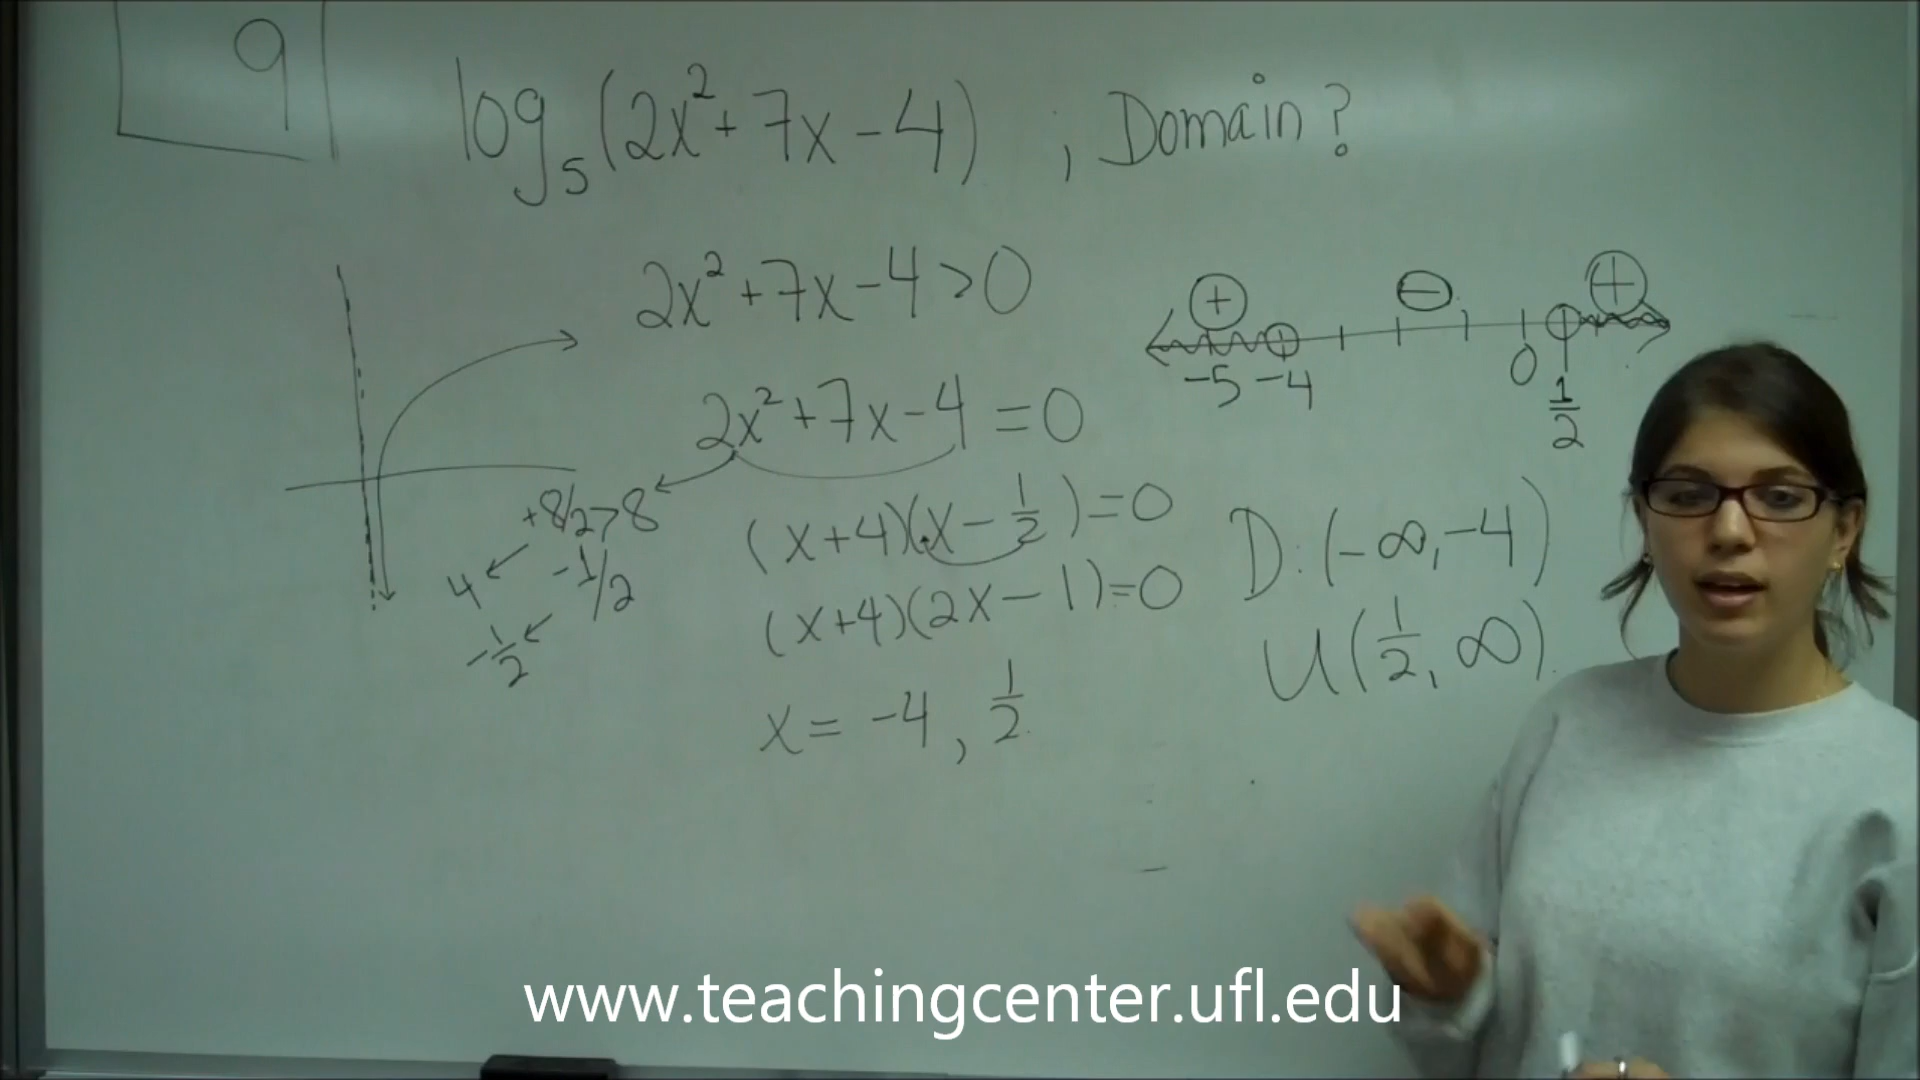 9
log₅(2x²+7x-4) ; Domain?
2x²+7x-4>0
⊕ ⊖ ⊕
-5 -4 0 1/2
2x²+7x-4=0
+8/2>8
-1/2
4
-1/2
(x+4)(x-1/2)=0
(x+4)(2x-1)=0
x=-4, 1/2
D:(-∞,-4)
U(1/2,∞)
www.teachingcenter.ufl.edu